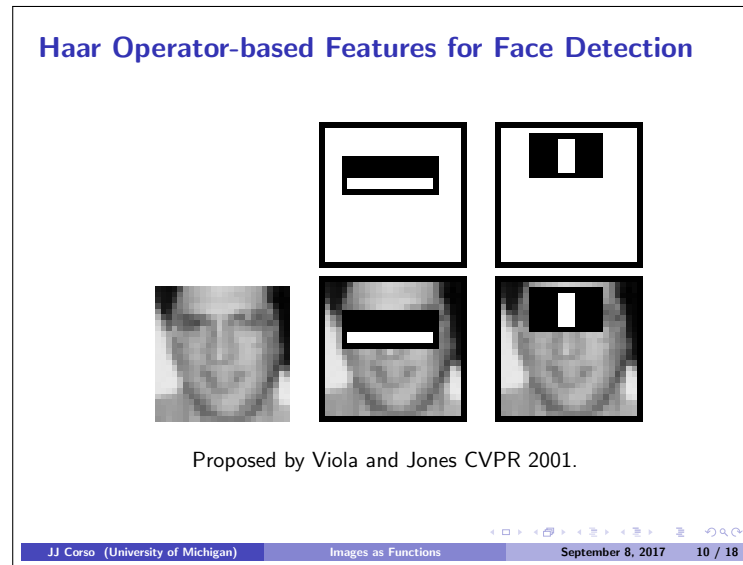 Haar Operator-based Features for Face Detection
Proposed by Viola and Jones CVPR 2001.
JJ Corso (University of Michigan) Images as Functions September 8, 2017 10 / 18